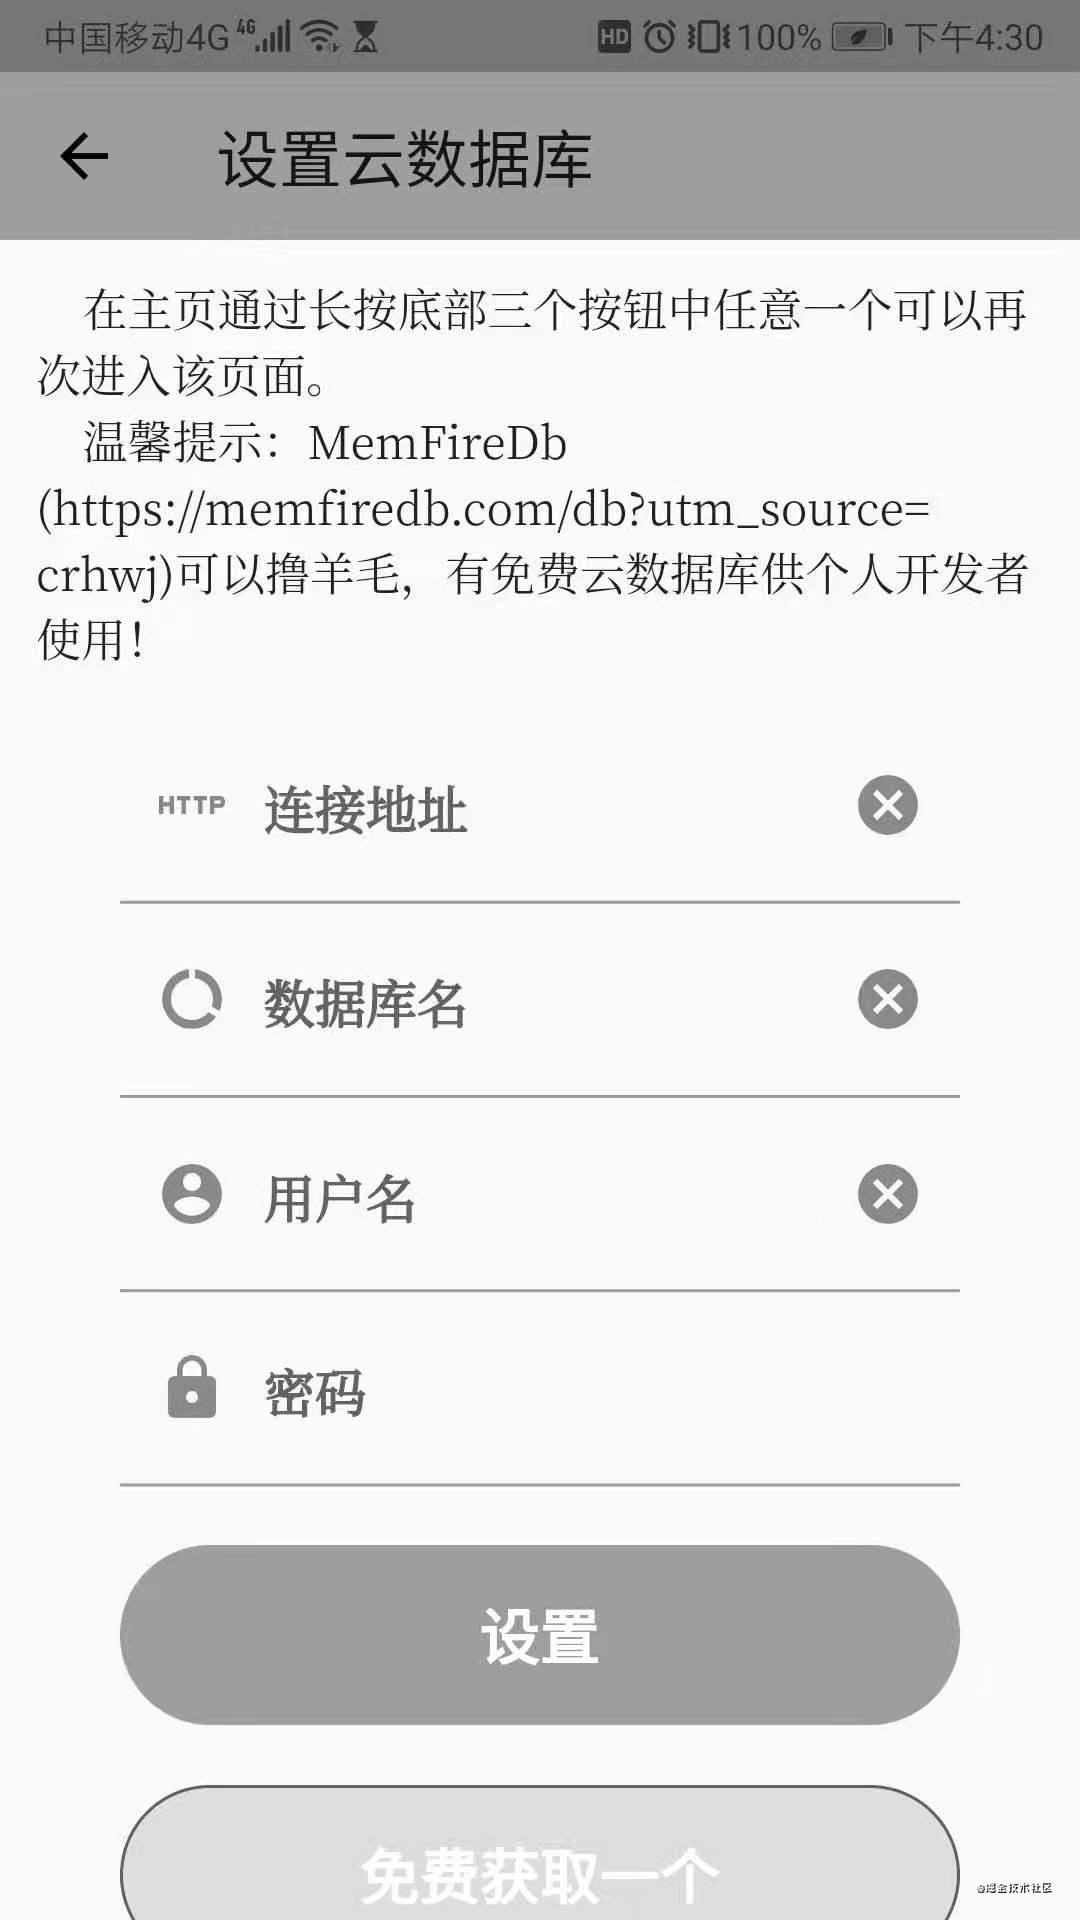 中国移动4G 4G HD 100% 下午4:30
设置云数据库
在主页通过长按底部三个按钮中任意一个可以再
次进入该页面。
温馨提示：MemFireDb
(https://memfiredb.com/db?utm_source=
crhwj)可以撸羊毛，有免费云数据库供个人开发者
使用！
HTTP 连接地址
数据库名
用户名
密码
设置
免费获取一个
@掘金技术社区